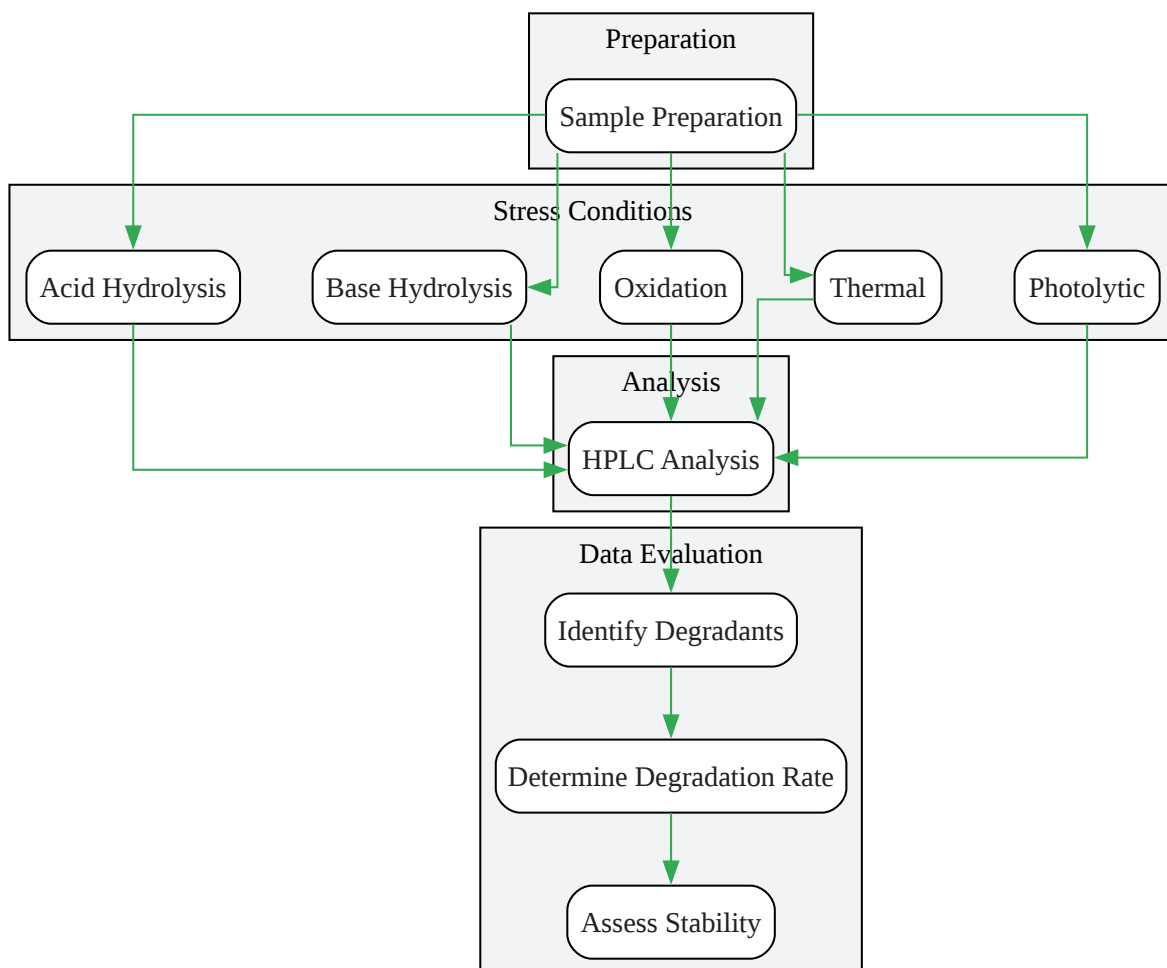 Preparation
Sample Preparation
Stress Conditions
Acid Hydrolysis
Base Hydrolysis
Oxidation
Thermal
Photolytic
Analysis
HPLC Analysis
Data Evaluation
Identify Degradants
Determine Degradation Rate
Assess Stability